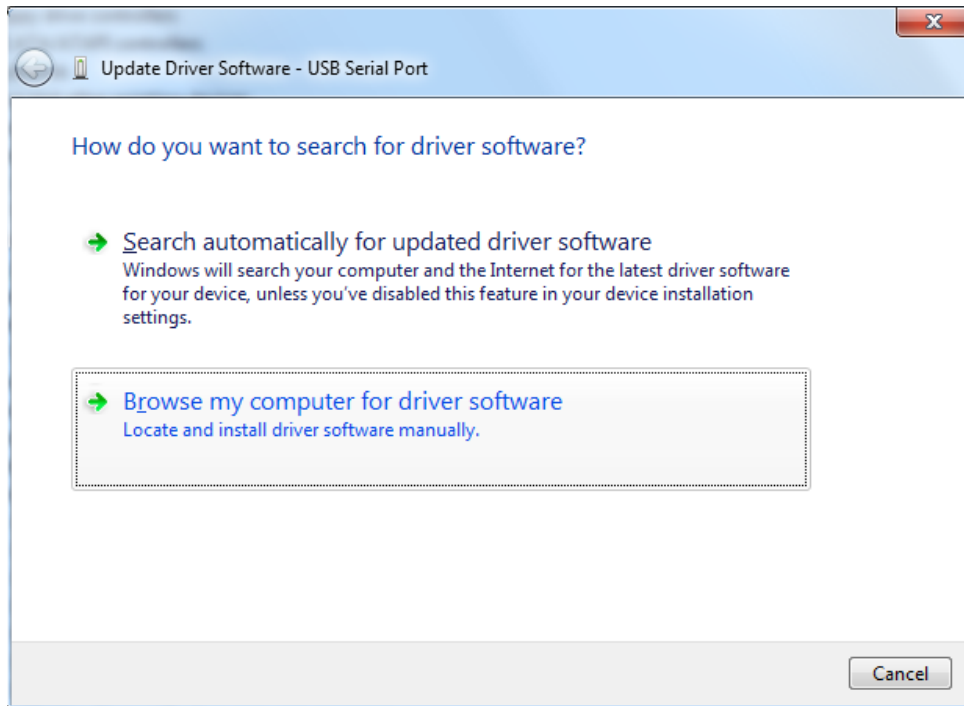 Update Driver Software - USB Serial Port
How do you want to search for driver software?
Search automatically for updated driver software
Windows will search your computer and the Internet for the latest driver software
for your device, unless you've disabled this feature in your device installation
settings.
Browse my computer for driver software
Locate and install driver software manually.
Cancel